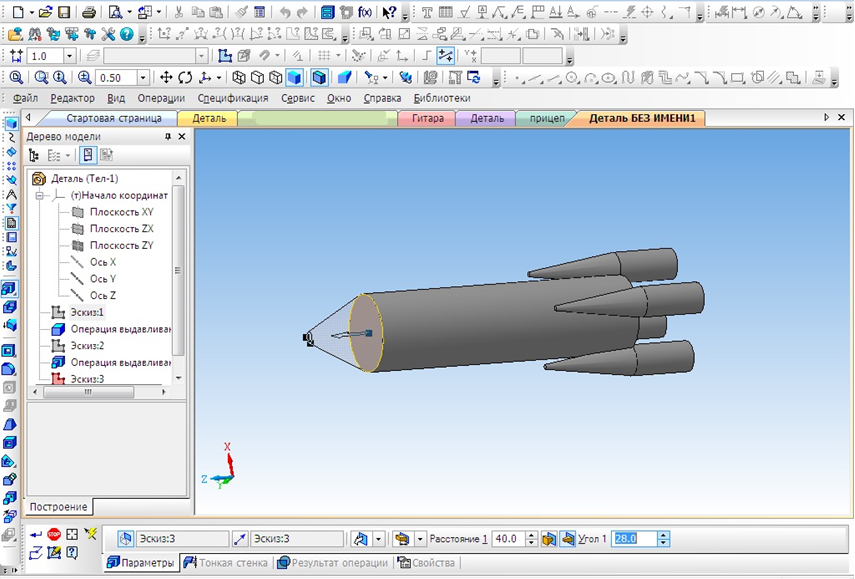 f(x)
1.0
0.50
Файл Редактор Вид Операции Спецификация Сервис Окно Справка Библиотеки
Стартовая страница Деталь Гитара Деталь прицеп Деталь БЕЗ ИМЕНИ1
Дерево модели
Деталь (Тел-1)
(т)Начало координат
Плоскость XY
Плоскость ZX
Плоскость ZY
Ось X
Ось Y
Ось Z
Эскиз:1
Операция выдавливан
Эскиз:2
Операция выдавливан
Эскиз:3
X
Z
Y
Построение
STOP
Эскиз:3 Эскиз:3 Расстояние 1 40.0 Угол 1 28.0
Параметры Тонкая стенка Результат операции Свойства